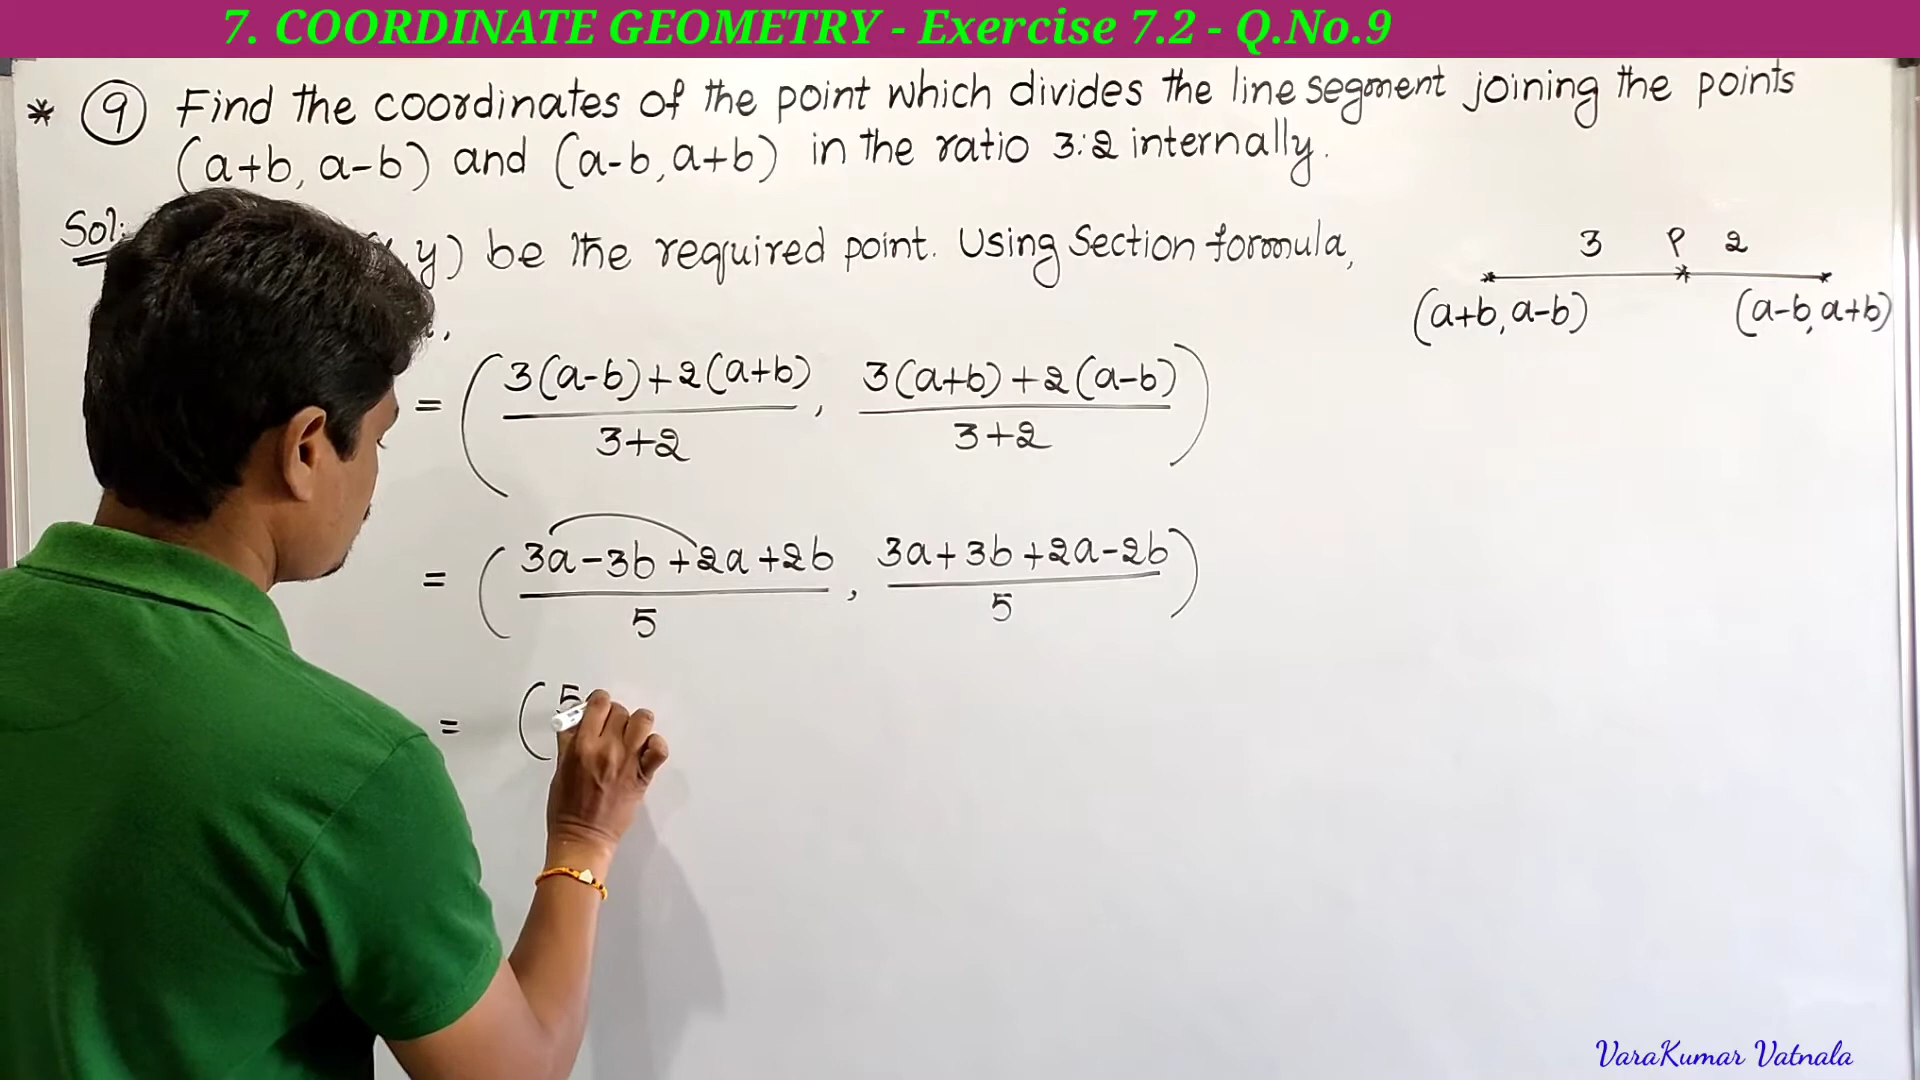 7. COORDINATE GEOMETRY - Exercise 7.2 - Q.No.9
* 9 Find the coordinates of the point which divides the line segment joining the points
(a+b, a-b) and (a-b, a+b) in the ratio 3:2 internally.
Sol: y) be the required point. Using Section formula,
3 P 2
(a+b, a-b) (a-b, a+b)
= (3(a-b)+2(a+b)/3+2, 3(a+b)+2(a-b)/3+2)
= (3a-3b+2a+2b/5, 3a+3b+2a-2b/5)
= (5
VaraKumar Vatnala